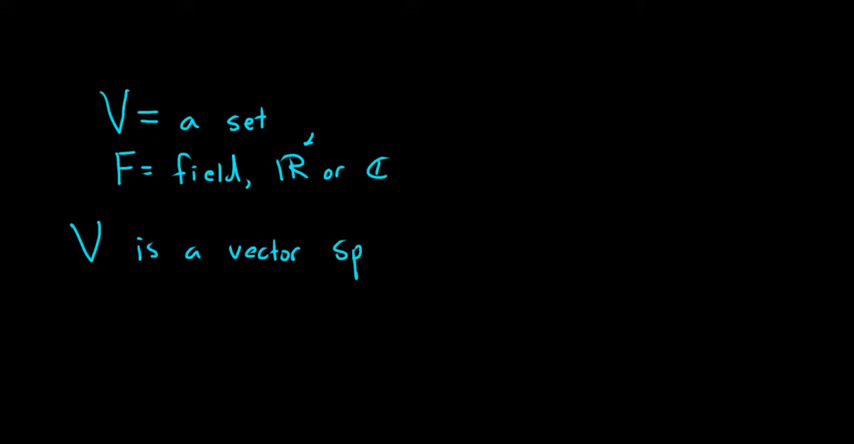 V = a set
F = field, ℝ or ℂ
V is a vector sp